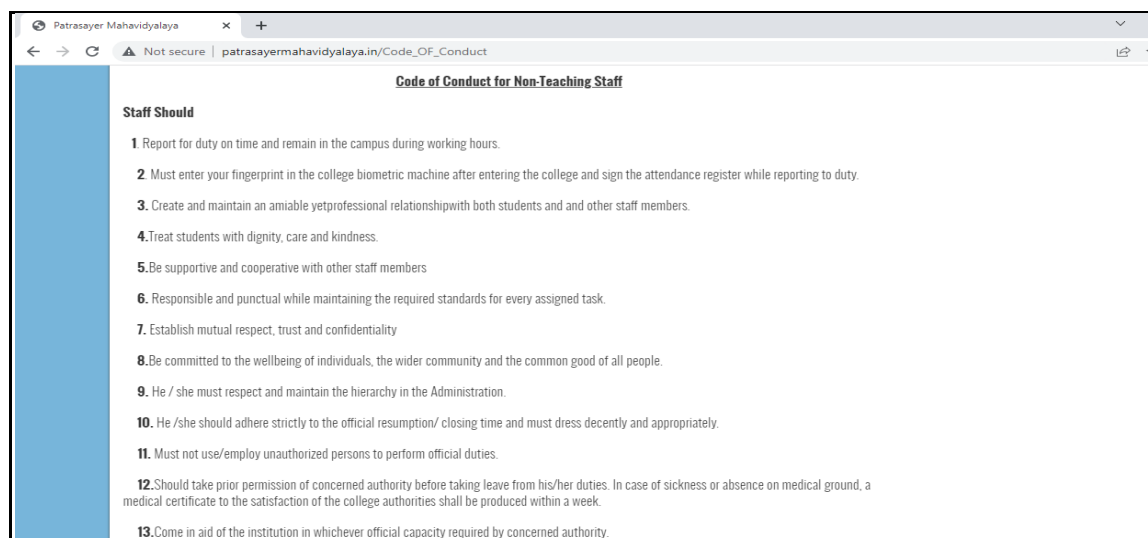 Patrasayer Mahavidyalaya
Not secure | patrasayermahavidyalaya.in/Code_OF_Conduct
Code of Conduct for Non-Teaching Staff
Staff Should
1. Report for duty on time and remain in the campus during working hours.
2. Must enter your fingerprint in the college biometric machine after entering the college and sign the attendance register while reporting to duty.
3. Create and maintain an amiable yetprofessional relationshipwith both students and and other staff members.
4.Treat students with dignity, care and kindness.
5.Be supportive and cooperative with other staff members
6. Responsible and punctual while maintaining the required standards for every assigned task.
7. Establish mutual respect, trust and confidentiality
8.Be committed to the wellbeing of individuals, the wider community and the common good of all people.
9. He / she must respect and maintain the hierarchy in the Administration.
10. He /she should adhere strictly to the official resumption/ closing time and must dress decently and appropriately.
11. Must not use/employ unauthorized persons to perform official duties.
12.Should take prior permission of concerned authority before taking leave from his/her duties. In case of sickness or absence on medical ground, a
medical certificate to the satisfaction of the college authorities shall be produced within a week.
13.Come in aid of the institution in whichever official capacity required by concerned authority.